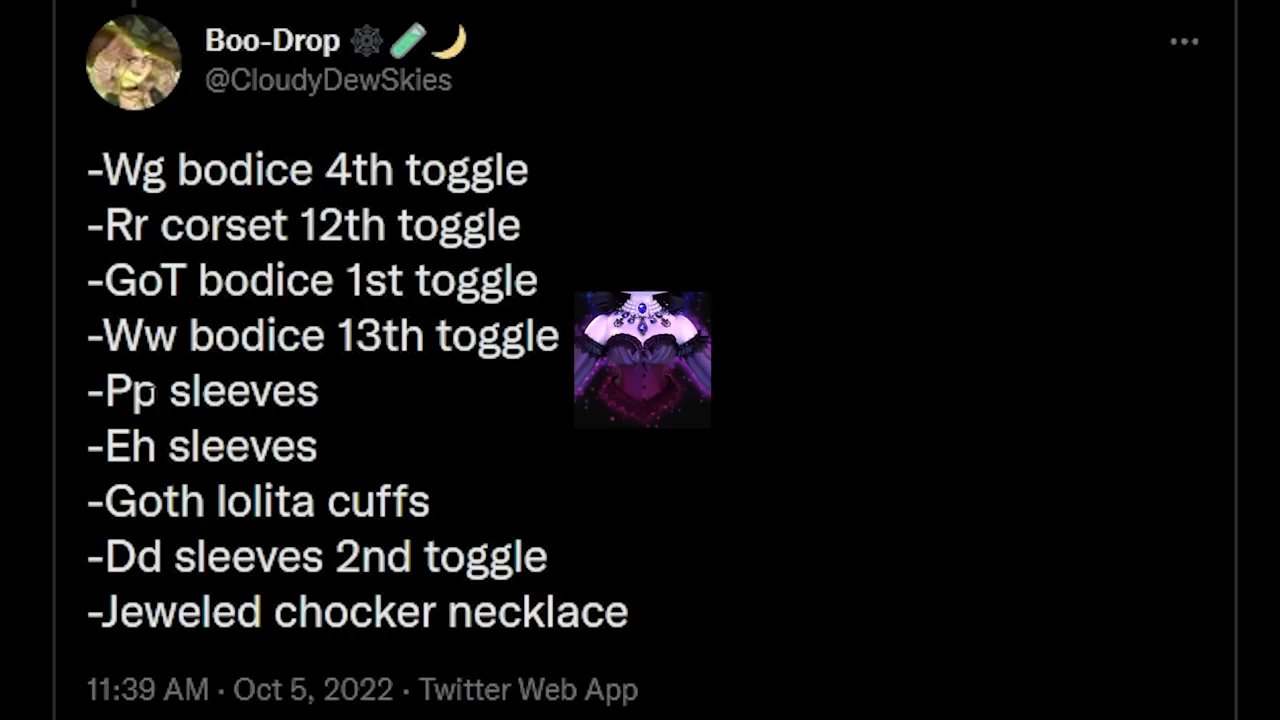 Boo-Drop 🕸️🧪🌙
@CloudyDewSkies
-Wg bodice 4th toggle
-Rr corset 12th toggle
-GoT bodice 1st toggle
-Ww bodice 13th toggle
-Pp sleeves
-Eh sleeves
-Goth lolita cuffs
-Dd sleeves 2nd toggle
-Jeweled chocker necklace
11:39 AM · Oct 5, 2022 · Twitter Web App